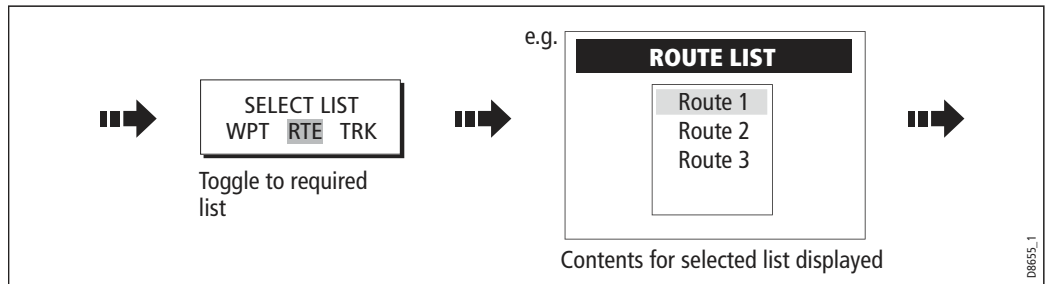 SELECT LIST
WPT RTE TRK
Toggle to required
list
e.g.
ROUTE LIST
Route 1
Route 2
Route 3
Contents for selected list displayed
D8655_1